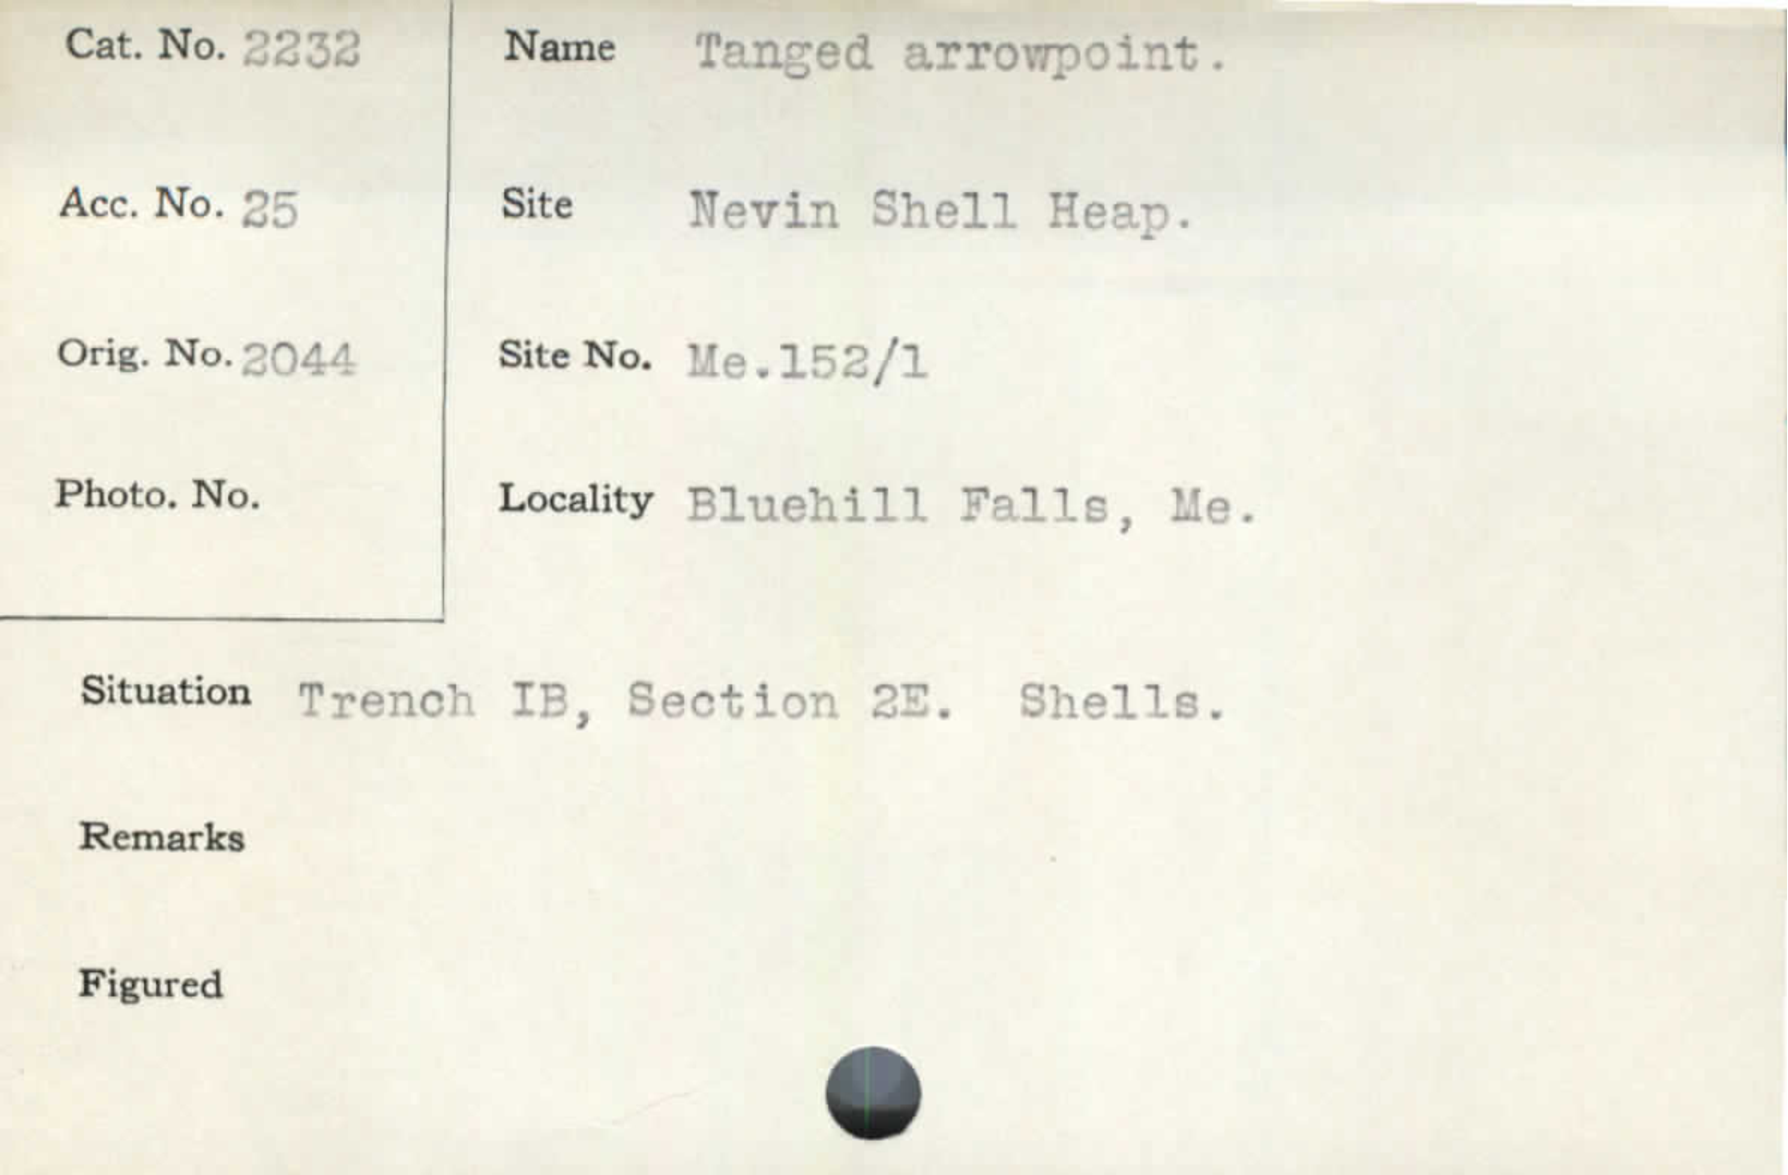 Cat. No. 2232
Name Tanged arrowpoint.
Acc. No. 25
Site Nevin Shell Heap.
Orig. No. 2044
Site No. Me.152/1
Photo. No.
Locality Bluehill Falls, Me.
Situation Trench IB, Section 2E. Shells.
Remarks
Figured